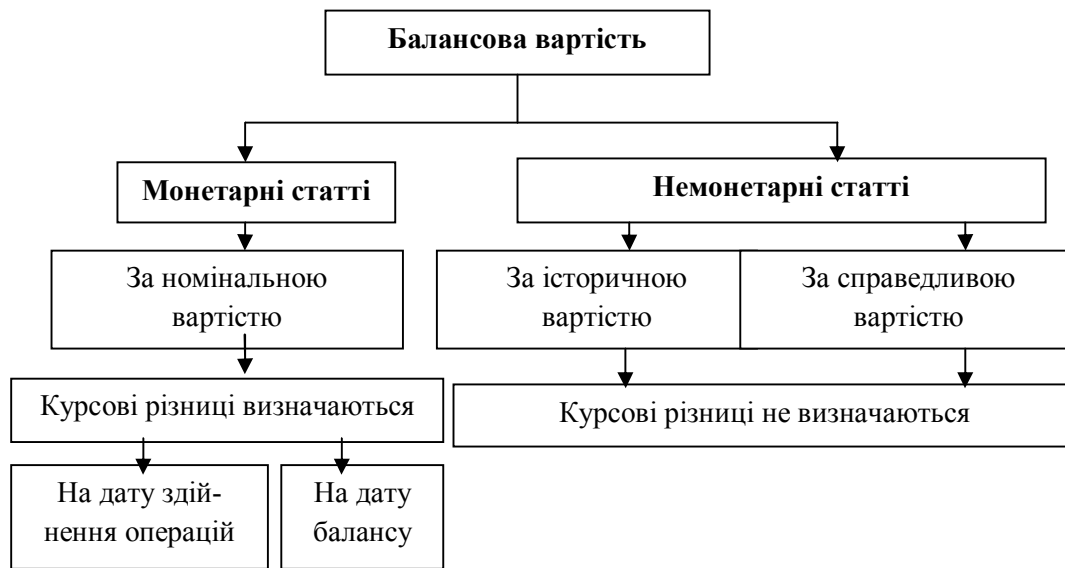 Балансова вартість
Монетарні статті
Немонетарні статті
За номінальною
вартістю
За історичною
вартістю
За справедливою
вартістю
Курсові різниці визначаються
Курсові різниці не визначаються
На дату здій-
нення операцій
На дату
балансу